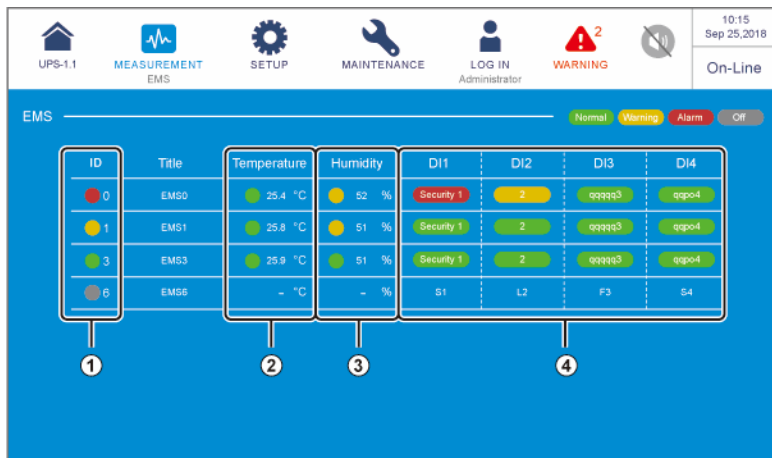 10:15
Sep 25,2018
UPS-1.1 MEASUREMENT SETUP MAINTENANCE LOG IN WARNING 2
EMS Administrator On-Line
EMS Normal Warning Alarm Off
ID Title Temperature Humidity DI1 DI2 DI3 DI4
0 EMS0 25.4 °C 52 % Security 1 2 qqqqq3 qqpo4
1 EMS1 25.8 °C 51 % Security 1 2 qqqqq3 qqpo4
3 EMS3 25.9 °C 51 % Security 1 2 qqqqq3 qqpo4
6 EMS6 - °C - % S1 L2 F3 S4
1 2 3 4